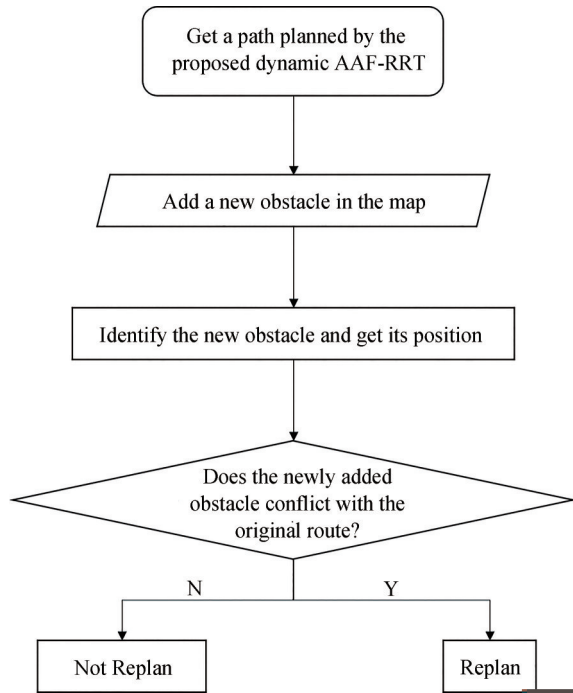 Get a path planned by the
proposed dynamic AAF-RRT
Add a new obstacle in the map
Identify the new obstacle and get its position
Does the newly added
obstacle conflict with the
original route?
N
Y
Not Replan
Replan